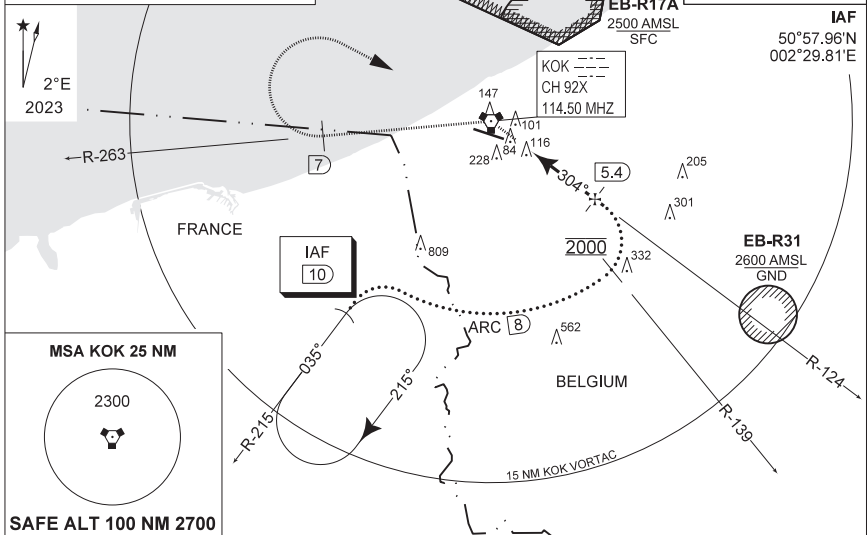 EB-R17A
2500 AMSL
SFC
IAF
50°57.96'N
002°29.81'E
2°E
2023
KOK
CH 92X
114.50 MHZ
147
101
84
116
228
R-263
7
304°
5.4
205
301
FRANCE
809
IAF
10
2000
332
EB-R31
2600 AMSL
GND
ARC 8
562
035°
215°
R-215
BELGIUM
R-124
R-139
15 NM KOK VORTAC
MSA KOK 25 NM
2300
SAFE ALT 100 NM 2700